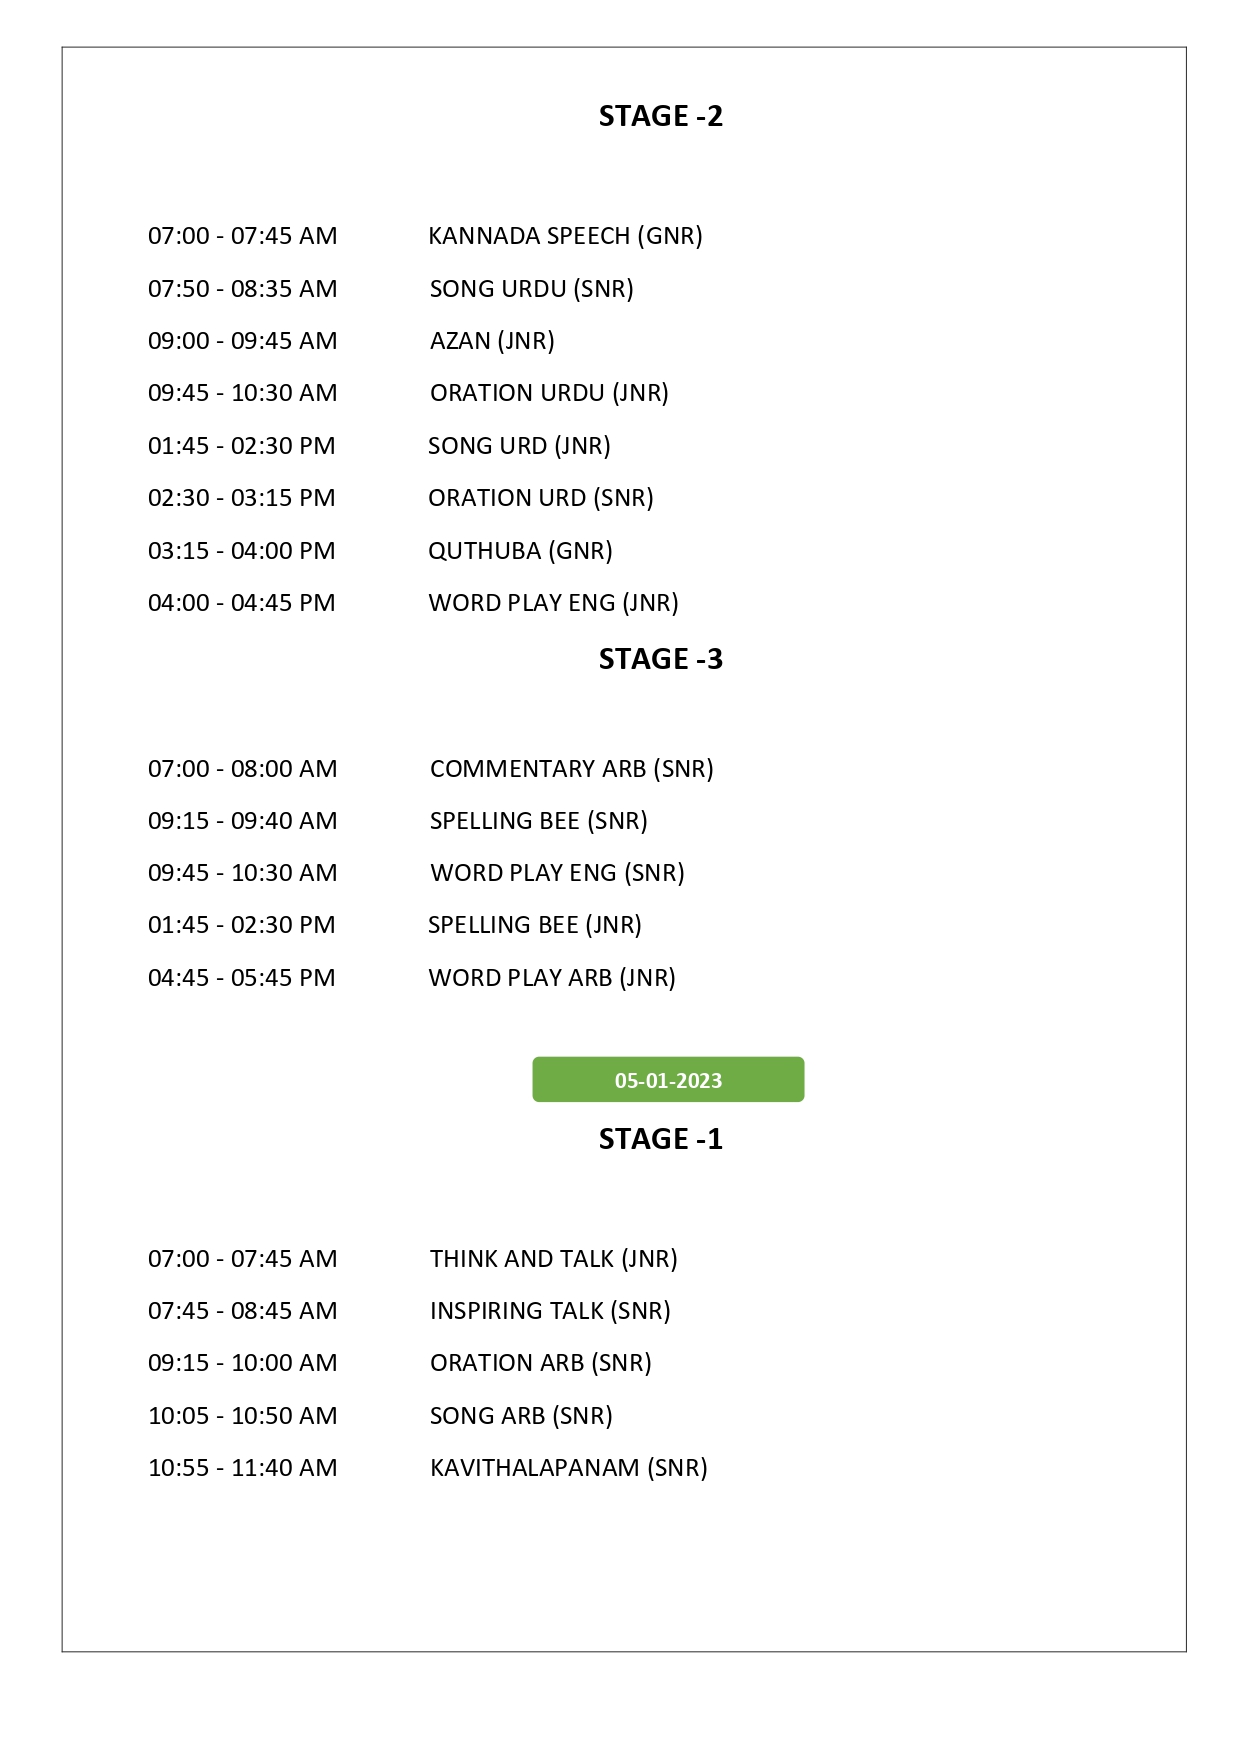 STAGE -2
07:00 - 07:45 AM KANNADA SPEECH (GNR)
07:50 - 08:35 AM SONG URDU (SNR)
09:00 - 09:45 AM AZAN (JNR)
09:45 - 10:30 AM ORATION URDU (JNR)
01:45 - 02:30 PM SONG URD (JNR)
02:30 - 03:15 PM ORATION URD (SNR)
03:15 - 04:00 PM QUTHUBA (GNR)
04:00 - 04:45 PM WORD PLAY ENG (JNR)
STAGE -3
07:00 - 08:00 AM COMMENTARY ARB (SNR)
09:15 - 09:40 AM SPELLING BEE (SNR)
09:45 - 10:30 AM WORD PLAY ENG (SNR)
01:45 - 02:30 PM SPELLING BEE (JNR)
04:45 - 05:45 PM WORD PLAY ARB (JNR)
05-01-2023
STAGE -1
07:00 - 07:45 AM THINK AND TALK (JNR)
07:45 - 08:45 AM INSPIRING TALK (SNR)
09:15 - 10:00 AM ORATION ARB (SNR)
10:05 - 10:50 AM SONG ARB (SNR)
10:55 - 11:40 AM KAVITHALAPANAM (SNR)